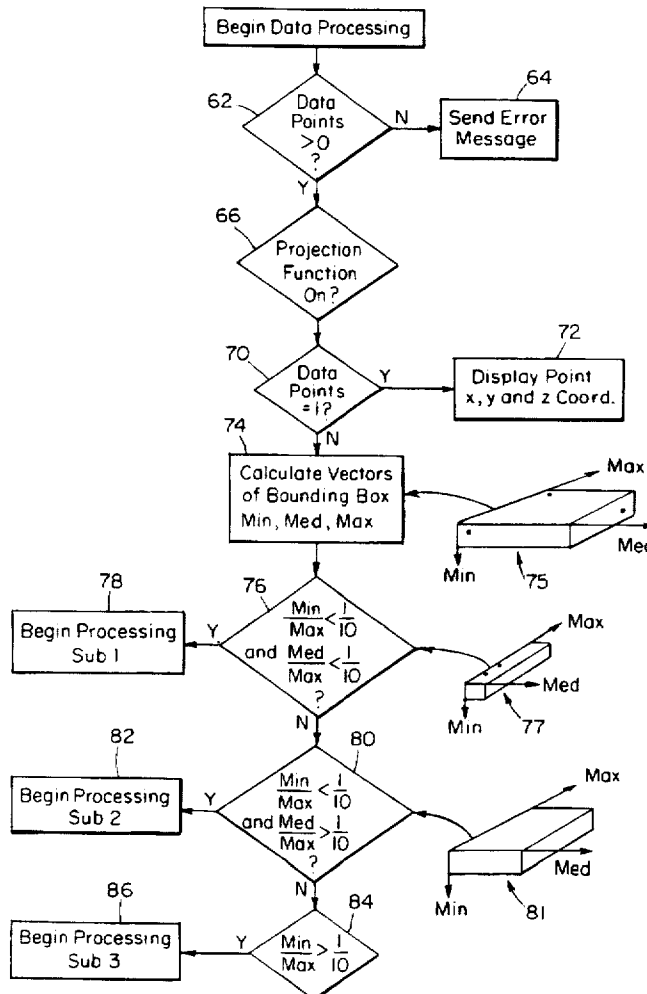 Begin Data Processing
62
Data
Points
>0
?
N
Y
64
Send Error
Message
66
Projection
Function
On?
70
Data
Points
=1?
Y
N
72
Display Point
x, y and z Coord.
74
Calculate Vectors
of Bounding Box
Min, Med, Max
Max
Med
Min
75
76
Min/Max < 1/10
and Med/Max < 1/10
?
Y
N
78
Begin Processing
Sub 1
Max
Med
Min
77
80
Min/Max < 1/10
and Med/Max > 1/10
?
Y
N
82
Begin Processing
Sub 2
Max
Med
Min
81
84
Min/Max > 1/10
Y
86
Begin Processing
Sub 3